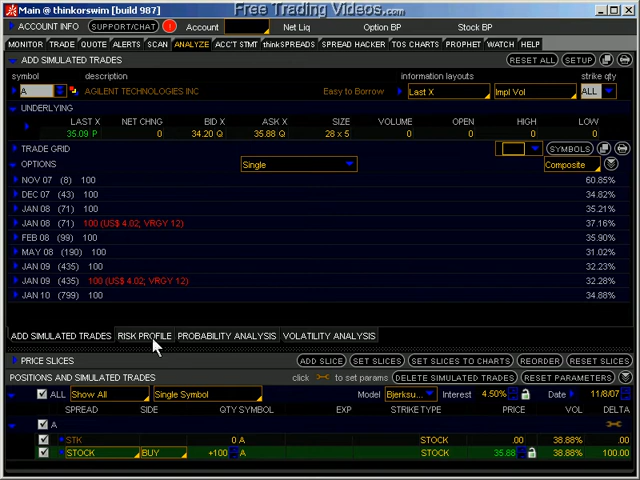 Main @ thinkorswim [build 987]
Free Trading Videos.com
ACCOUNT INFO SUPPORT/CHAT ! Account Net Liq Option BP Stock BP
MONITOR TRADE QUOTE ALERTS SCAN ANALYZE ACC'T STMT thinkSPREADS SPREAD HACKER TOS CHARTS PROPHET WATCH HELP
ADD SIMULATED TRADES RESET ALL SETUP
symbol description information layouts strike qty
A AGILENT TECHNOLOGIES INC Easy to Borrow Last X Impl Vol ALL
UNDERLYING
LAST X NET CHNG BID X ASK X SIZE VOLUME OPEN HIGH LOW
35.09 P 0 34.20 Q 35.88 Q 28 x 5 0 0 0 0
TRADE GRID SYMBOLS
OPTIONS Single Composite
NOV 07 (8) 100 60.85%
DEC 07 (43) 100 34.82%
JAN 08 (71) 100 35.21%
JAN 08 (71) 100 (US$ 4.02; VRGY 12) 37.16%
FEB 08 (99) 100 35.90%
MAY 08 (190) 100 31.02%
JAN 09 (435) 100 32.23%
JAN 09 (435) 100 (US$ 4.02; VRGY 12) 32.28%
JAN 10 (799) 100 34.88%
ADD SIMULATED TRADES RISK PROFILE PROBABILITY ANALYSIS VOLATILITY ANALYSIS
PRICE SLICES ADD SLICE SET SLICES SET SLICES TO CHARTS REORDER RESET SLICES
POSITIONS AND SIMULATED TRADES click to set params DELETE SIMULATED TRADES RESET PARAMETERS
ALL Show All Single Symbol Model Bjerksu... Interest 4.50% Date 11/8/07
SPREAD SIDE QTY SYMBOL EXP STRIKE TYPE PRICE VOL DELTA
A
STK 0 A STOCK .00 38.88% .00
STOCK BUY +100 A STOCK 35.88 38.88% 100.00